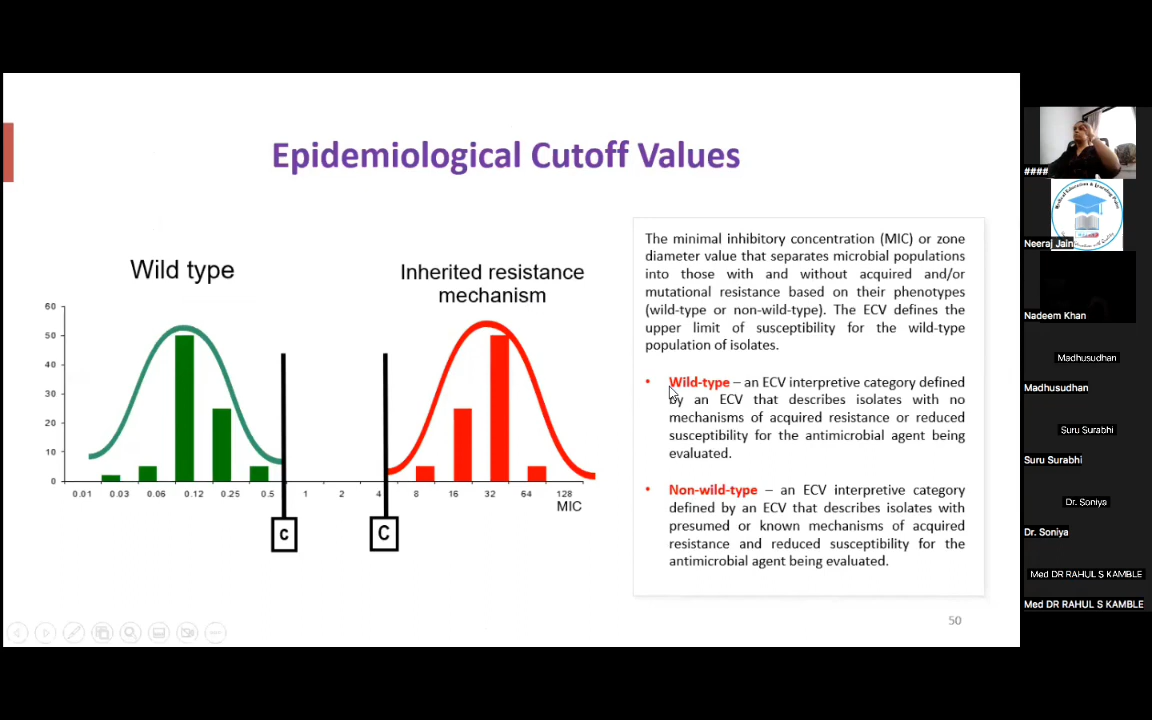 Epidemiological Cutoff Values
Wild type
Inherited resistance
mechanism
60
50
40
30
20
10
0
0.01 0.03 0.06 0.12 0.25 0.5 1 2 4 8 16 32 64 128
MIC
c
C
The minimal inhibitory concentration (MIC) or zone
diameter value that separates microbial populations
into those with and without acquired and/or
mutational resistance based on their phenotypes
(wild-type or non-wild-type). The ECV defines the
upper limit of susceptibility for the wild-type
population of isolates.
• Wild-type – an ECV interpretive category defined
by an ECV that describes isolates with no
mechanisms of acquired resistance or reduced
susceptibility for the antimicrobial agent being
evaluated.
• Non-wild-type – an ECV interpretive category
defined by an ECV that describes isolates with
presumed or known mechanisms of acquired
resistance and reduced susceptibility for the
antimicrobial agent being evaluated.
50
####
Neeraj Jain
Nadeem Khan
Madhusudhan
Madhusudhan
Suru Surabhi
Suru Surabhi
Dr. Soniya
Dr. Soniya
Med DR RAHUL S KAMBLE
Med DR RAHUL S KAMBLE